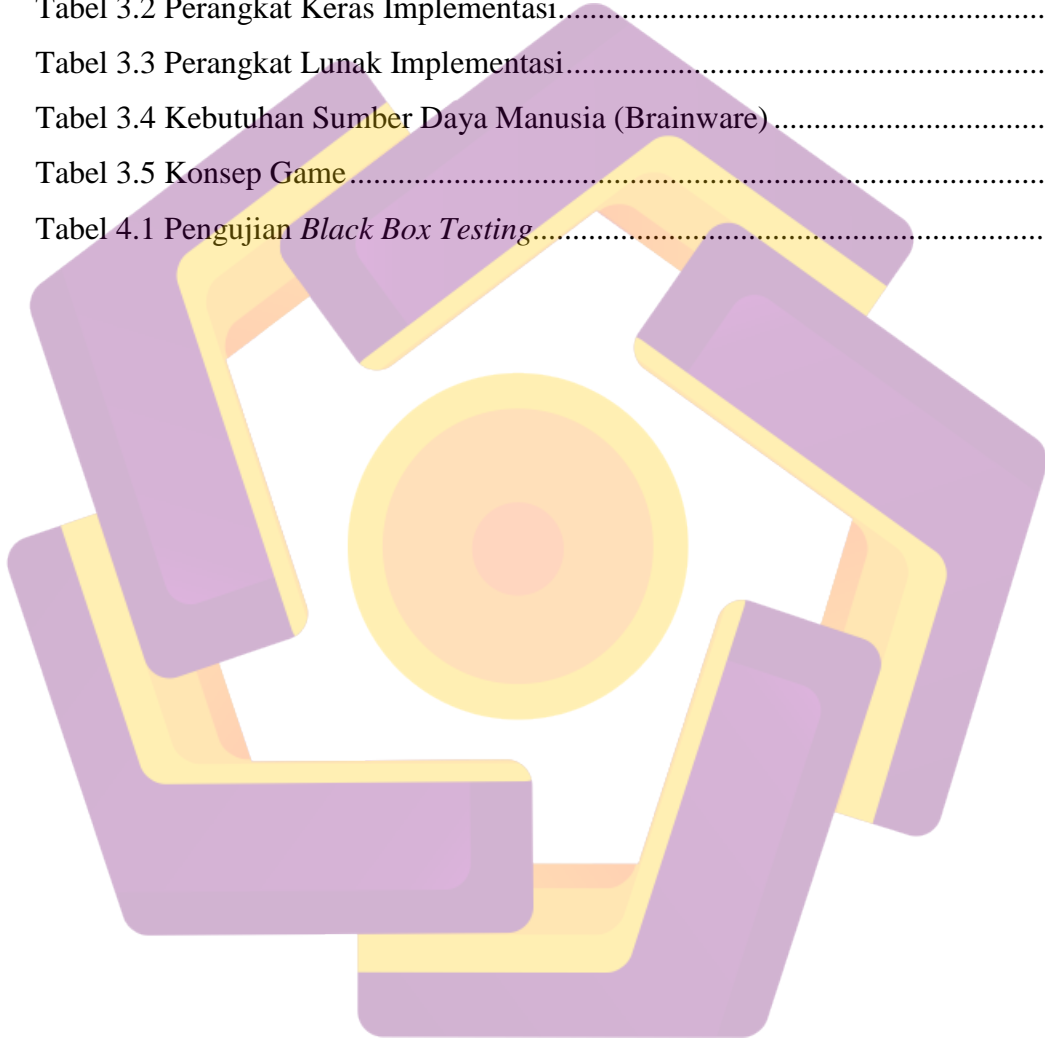 Tabel 3.2 Perangkat Keras Implementasi............................................................
Tabel 3.3 Perangkat Lunak Implementasi...........................................................
Tabel 3.4 Kebutuhan Sumber Daya Manusia (Brainware).................................
Tabel 3.5 Konsep Game......................................................................................
Tabel 4.1 Pengujian Black Box Testing...............................................................